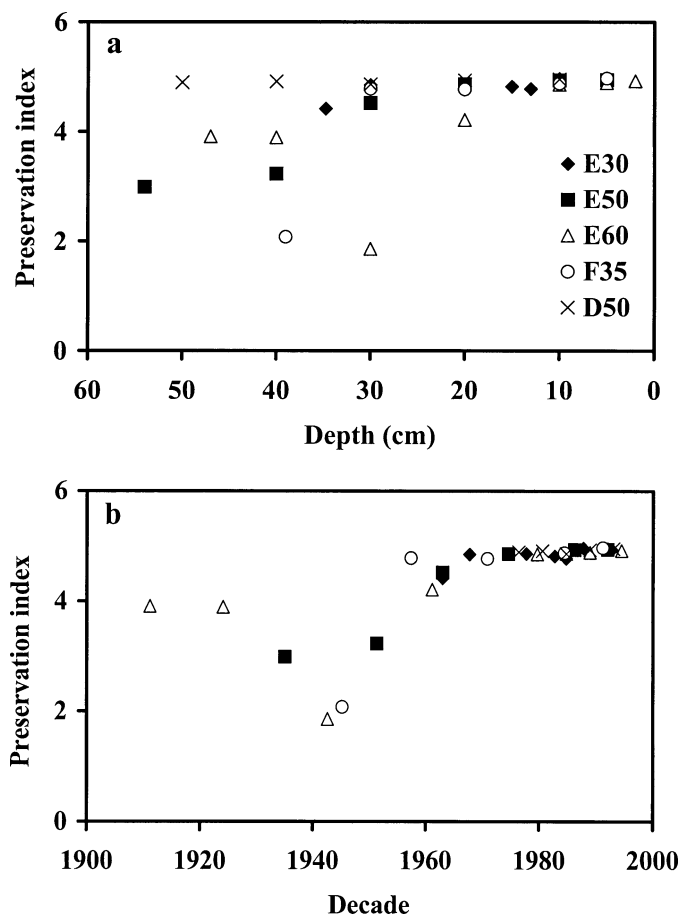 a
Preservation index
6
4
2
0
E30
E50
E60
F35
D50
60 50 40 30 20 10 0
Depth (cm)
b
Preservation index
6
4
2
0
1900 1920 1940 1960 1980 2000
Decade